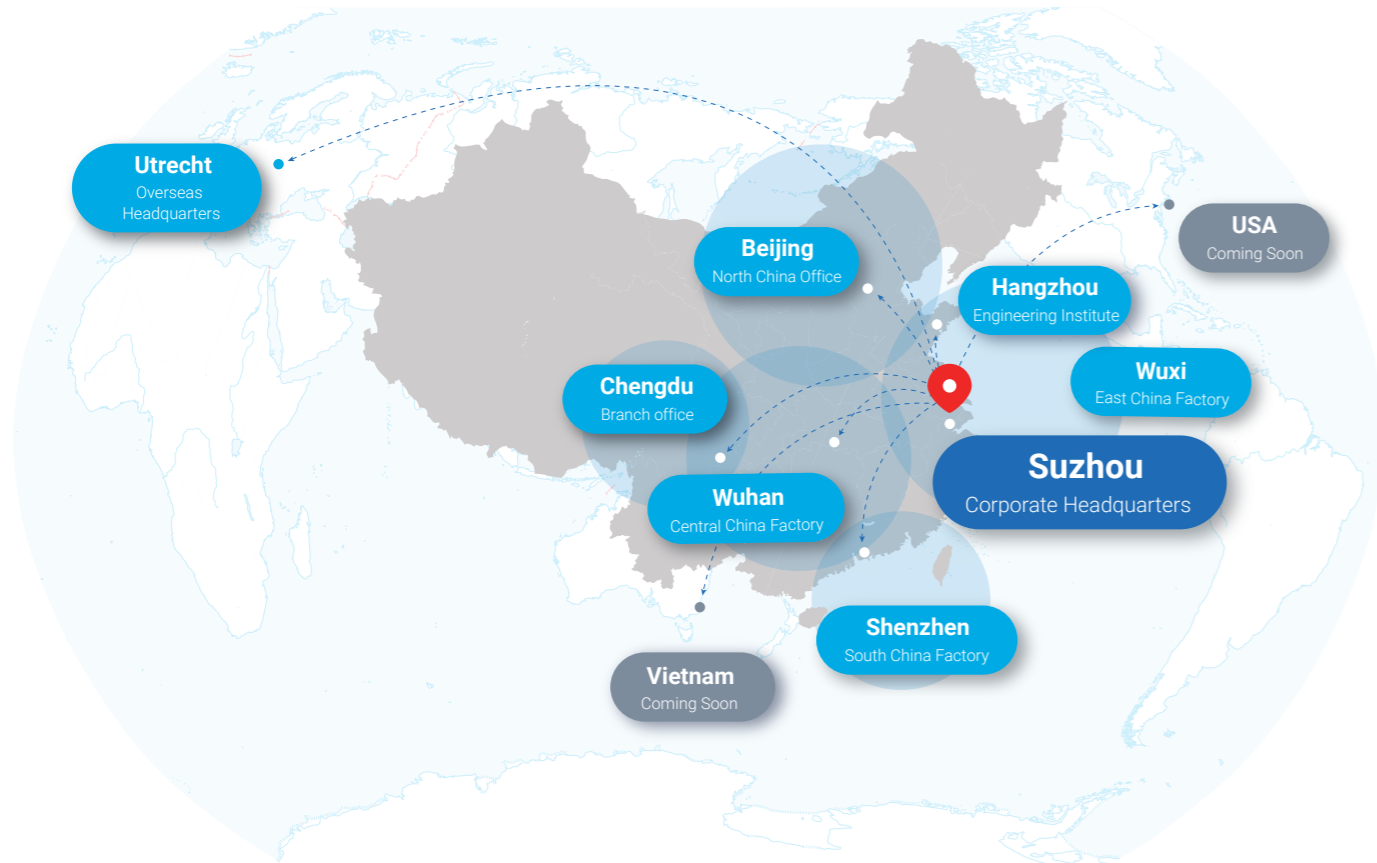 Utrecht
Overseas
Headquarters
Beijing
North China Office
USA
Coming Soon
Hangzhou
Engineering Institute
Chengdu
Branch office
Wuxi
East China Factory
Suzhou
Corporate Headquarters
Wuhan
Central China Factory
Shenzhen
South China Factory
Vietnam
Coming Soon